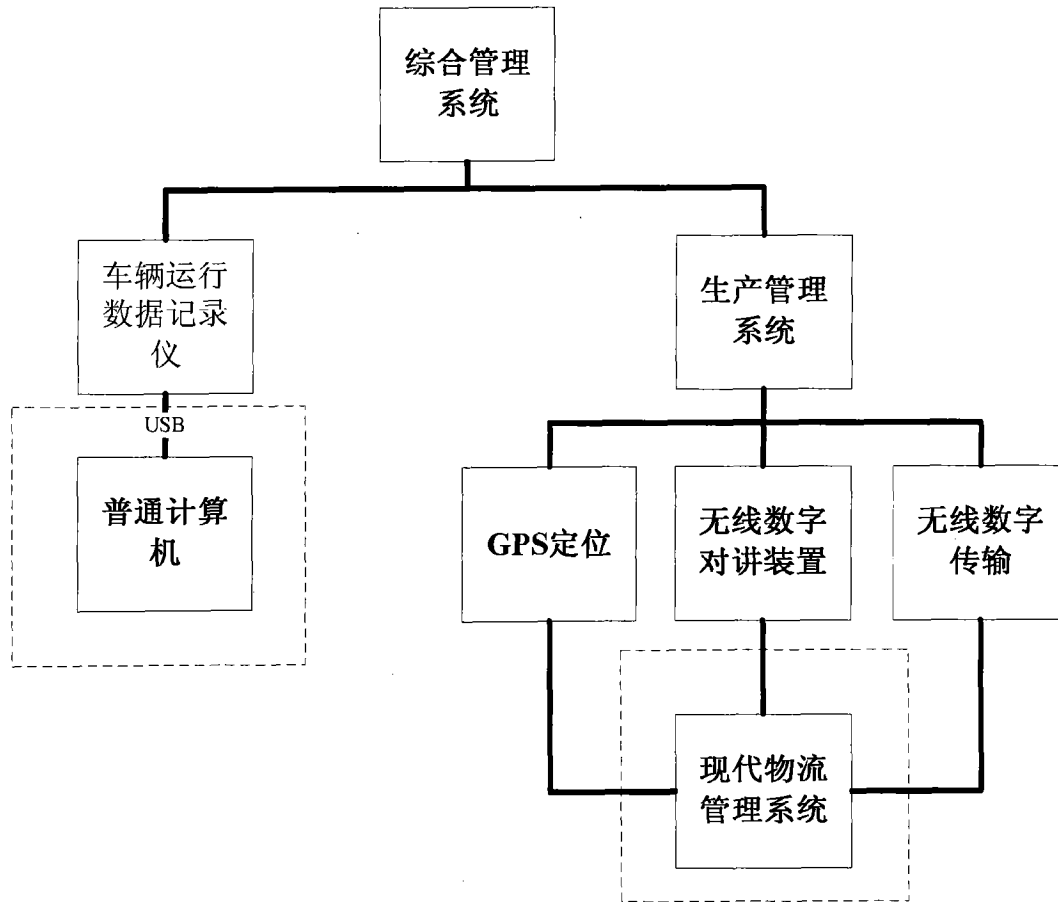 综合管理
系统
车辆运行
数据记录
仪
生产管理
系统
USB
普通计算
机
GPS定位
无线数字
对讲装置
无线数字
传输
现代物流
管理系统